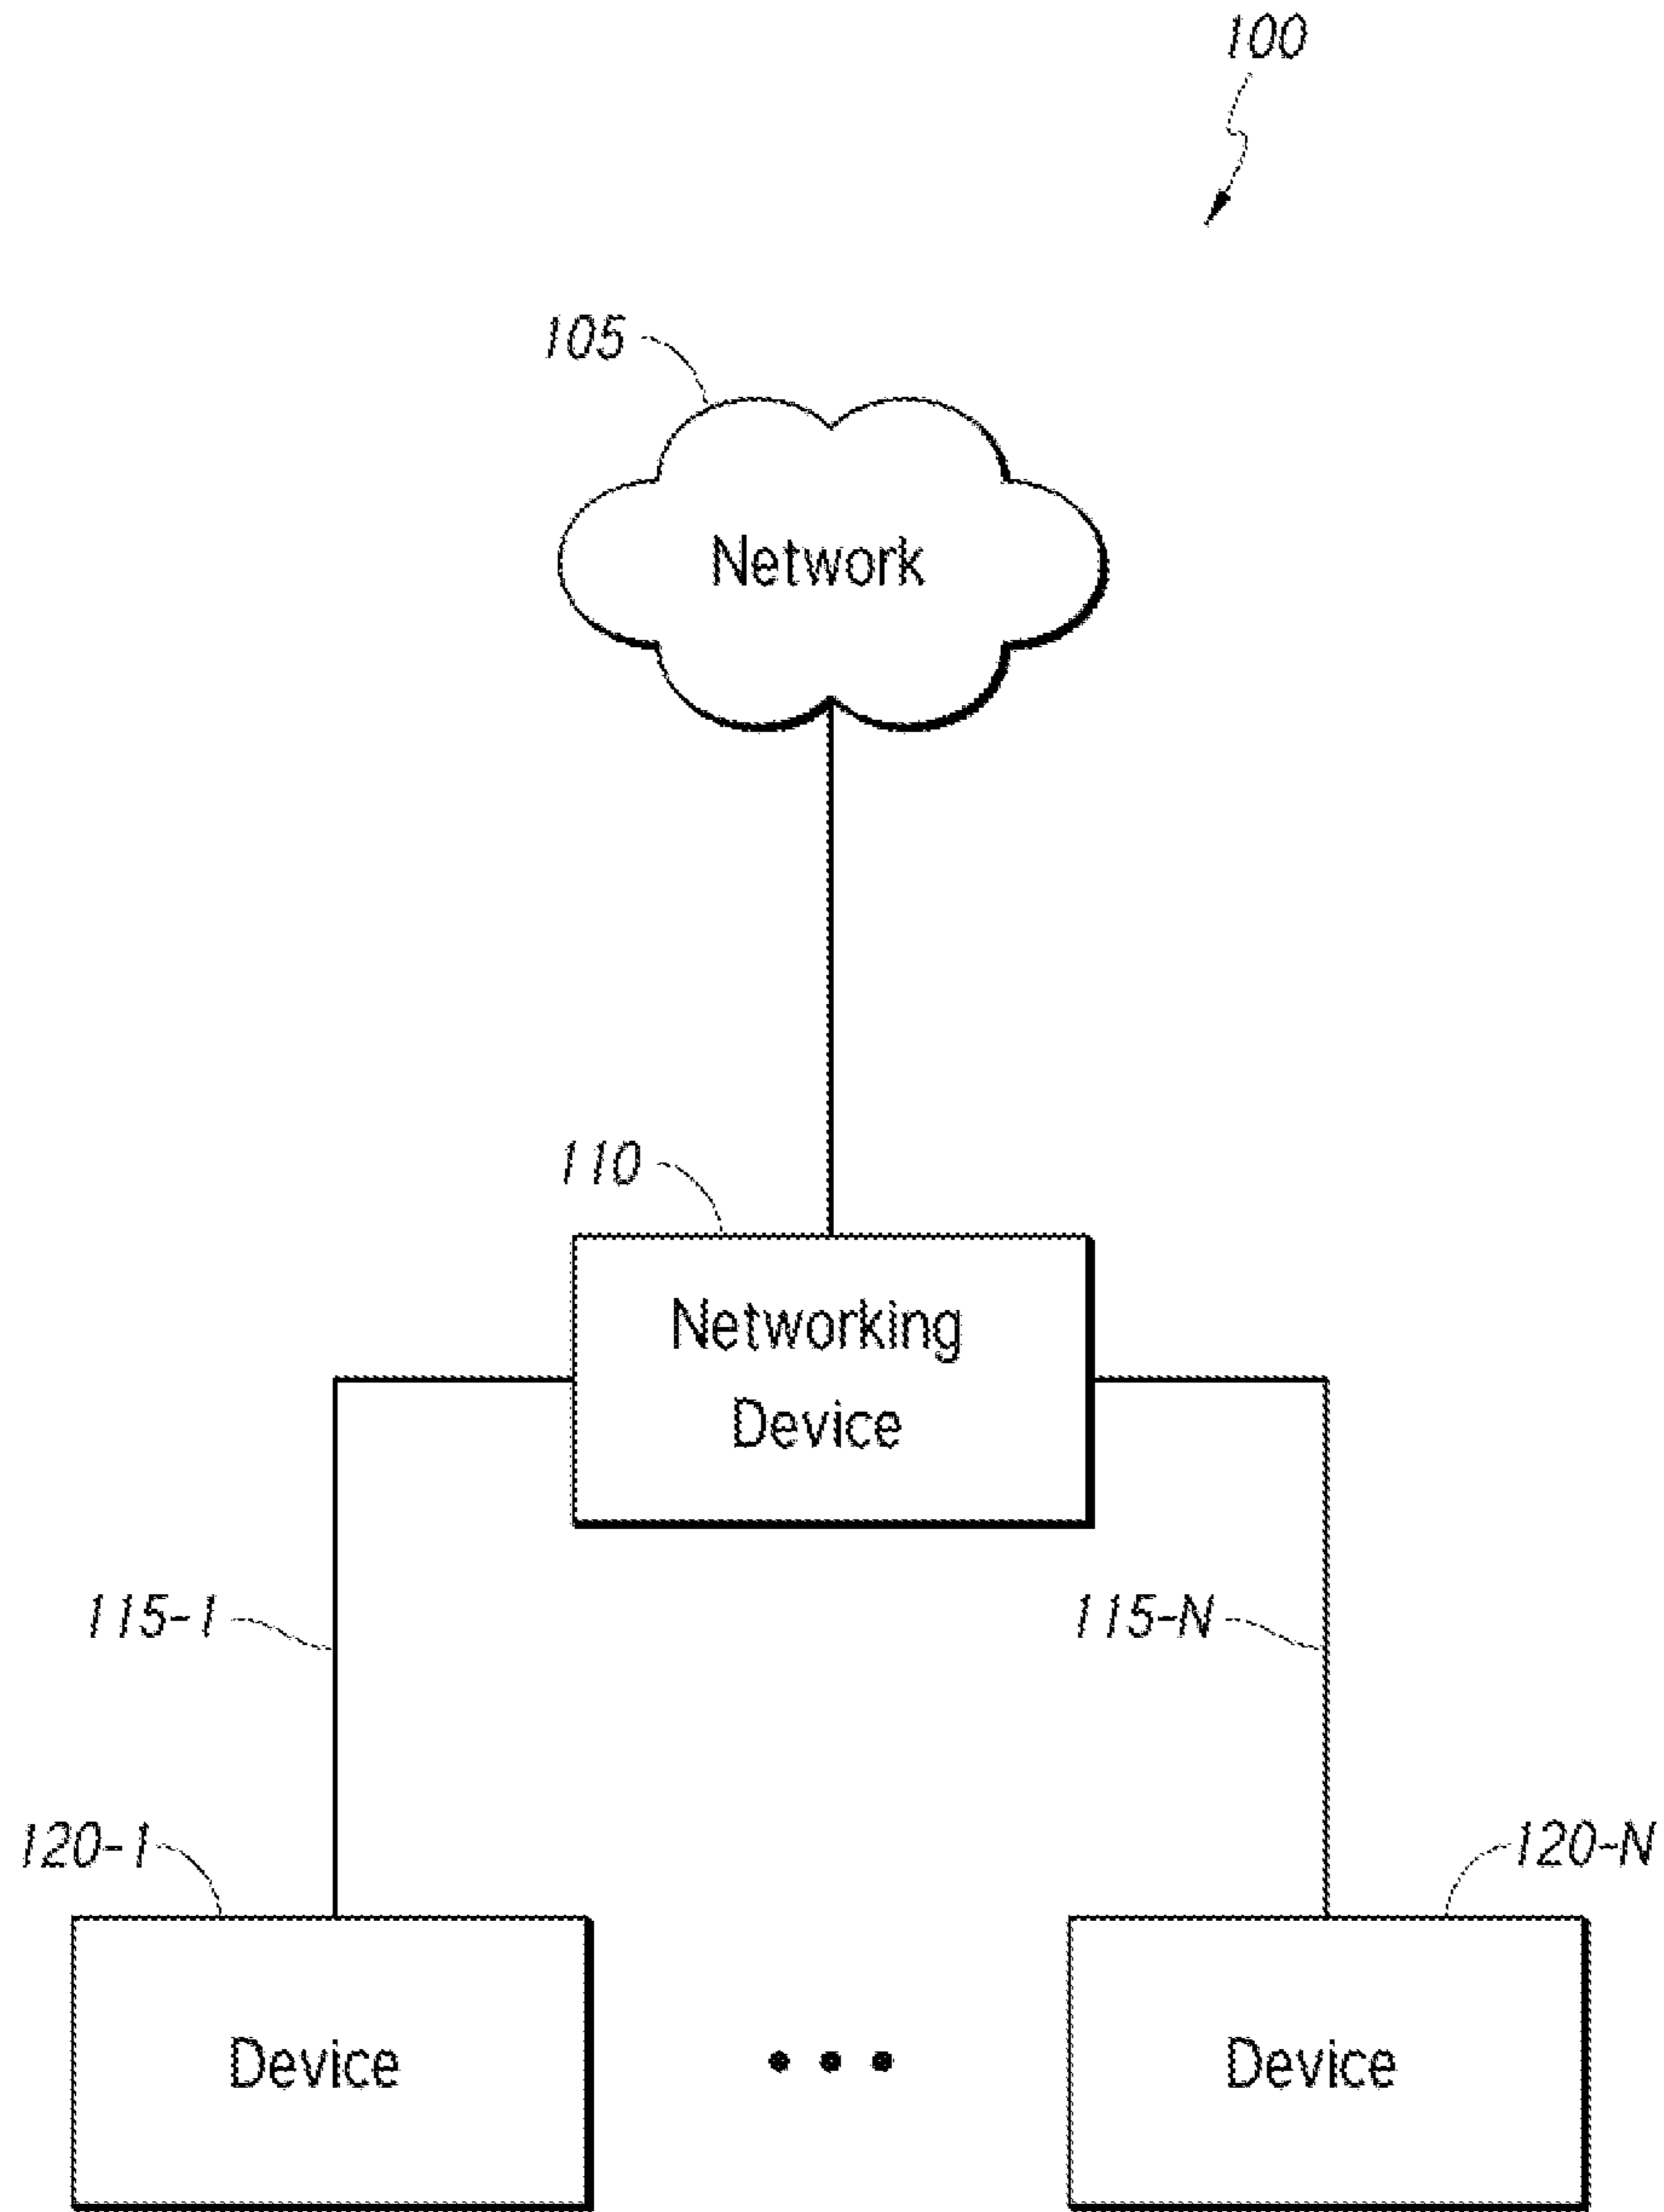 100
105
Network
110
Networking
Device
115-1
115-N
120-1
120-N
Device
Device